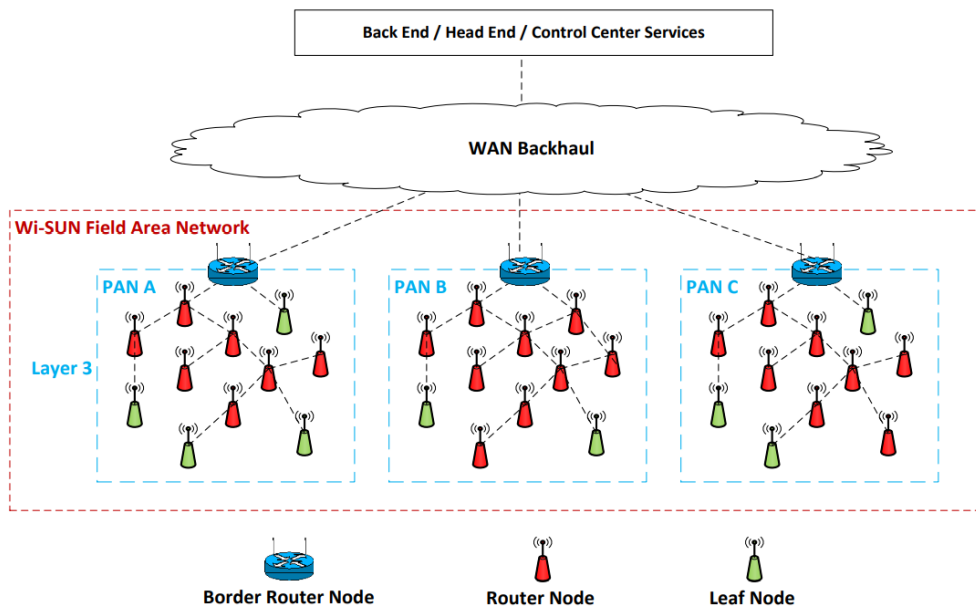 Back End / Head End / Control Center Services
WAN Backhaul
Wi-SUN Field Area Network
PAN A
PAN B
PAN C
Layer 3
Border Router Node
Router Node
Leaf Node